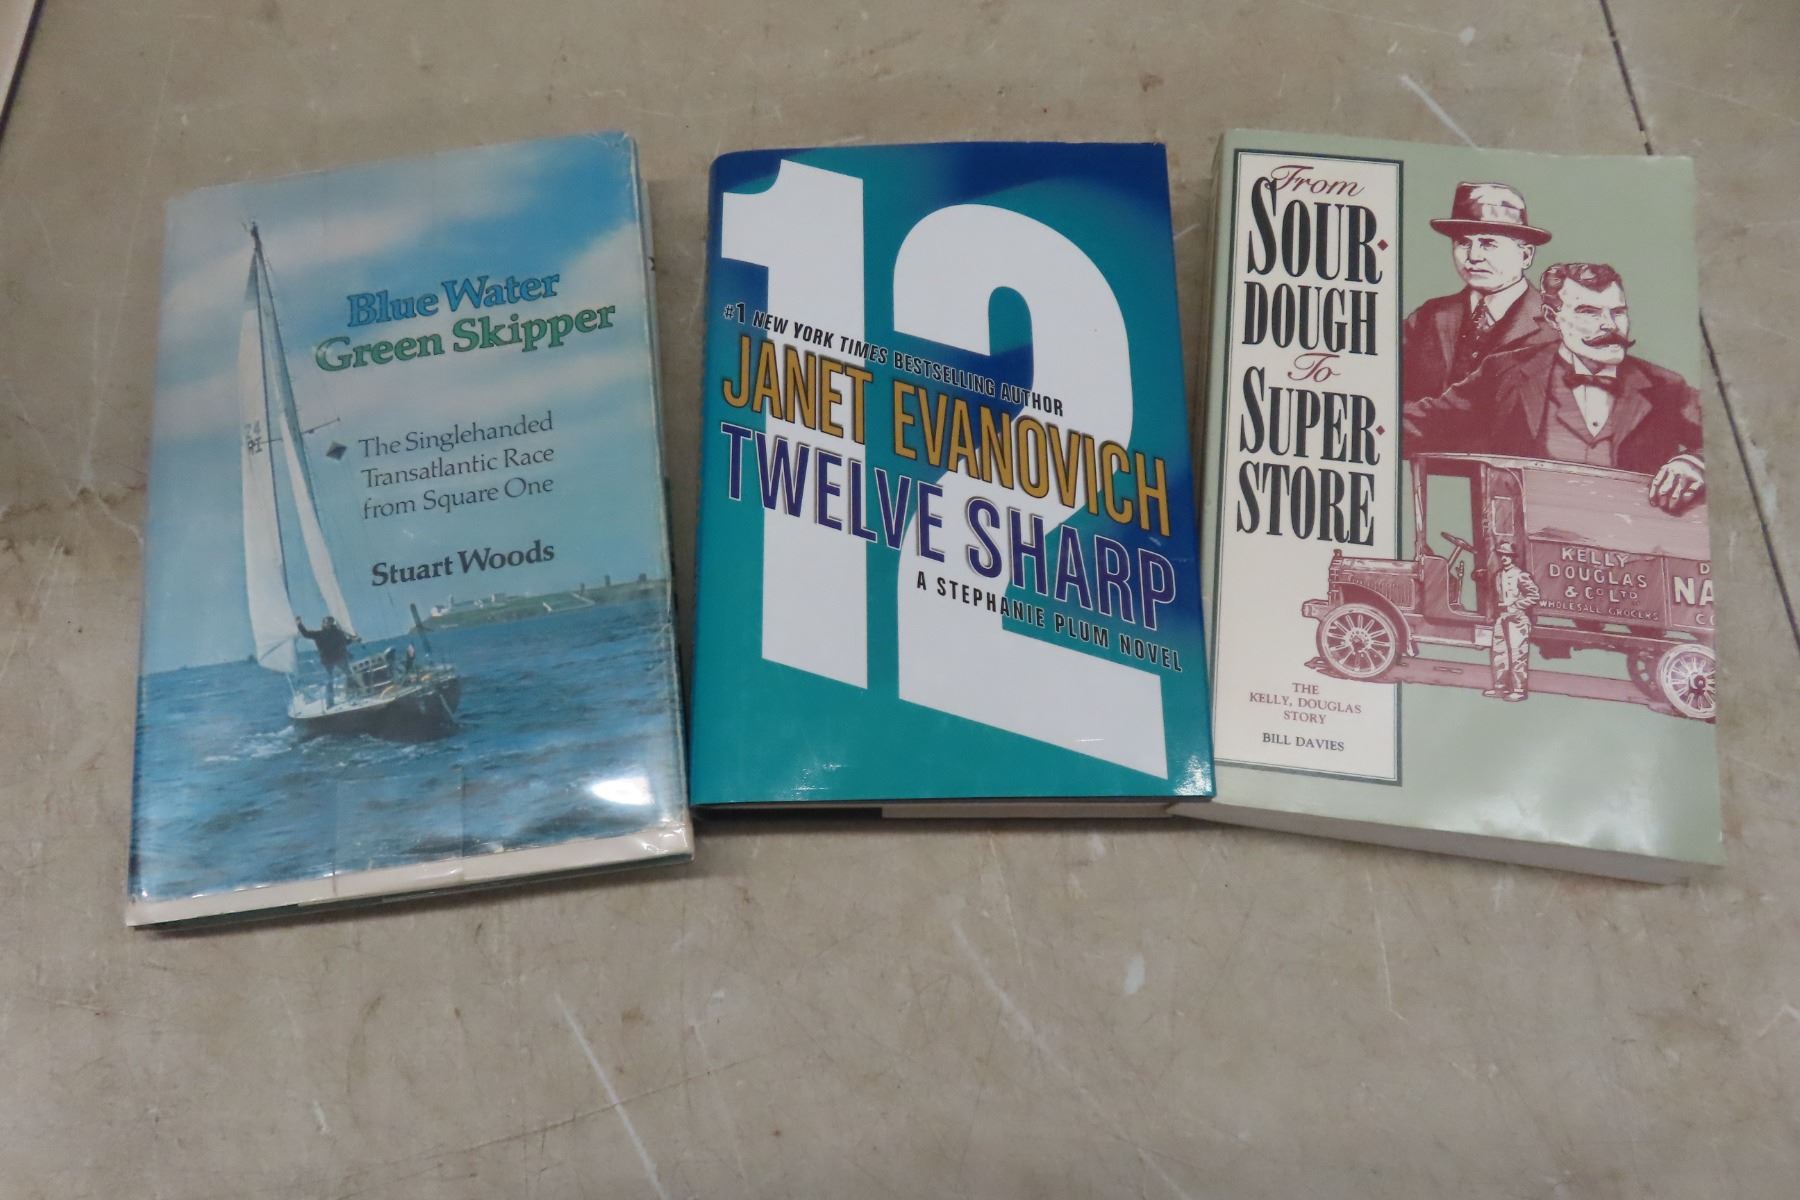 Blue Water
Green Skipper
The Singlehanded
Transatlantic Race
from Square One
Stuart Woods
12
#1 NEW YORK TIMES BESTSELLING AUTHOR
JANET EVANOVICH
TWELVE SHARP
A STEPHANIE PLUM NOVEL
From
SOUR·
DOUGH
To
SUPER·
STORE
THE
KELLY, DOUGLAS
STORY
BILL DAVIES
KELLY
DOUGLAS
& CO LTD
WHOLESALE GROCERS
D
NA
C